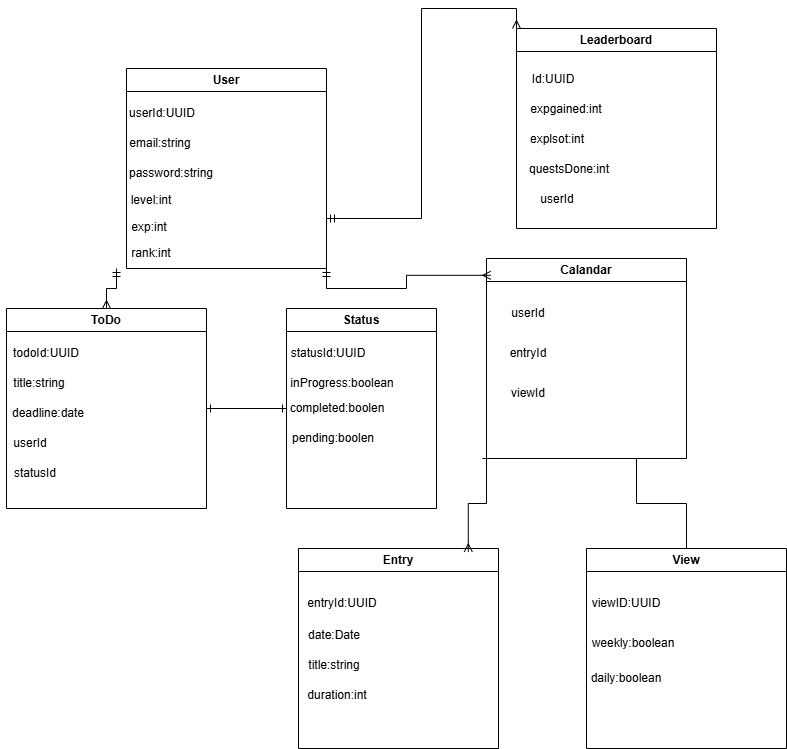 Leaderboard
Id:UUID
expgained:int
explsot:int
questsDone:int
userId
User
userId:UUID
email:string
password:string
level:int
exp:int
rank:int
Calandar
userId
entryId
viewId
ToDo
todoId:UUID
title:string
deadline:date
userId
statusId
Status
statusId:UUID
inProgress:boolean
completed:boolen
pending:boolen
Entry
entryId:UUID
date:Date
title:string
duration:int
View
viewID:UUID
weekly:boolean
daily:boolean